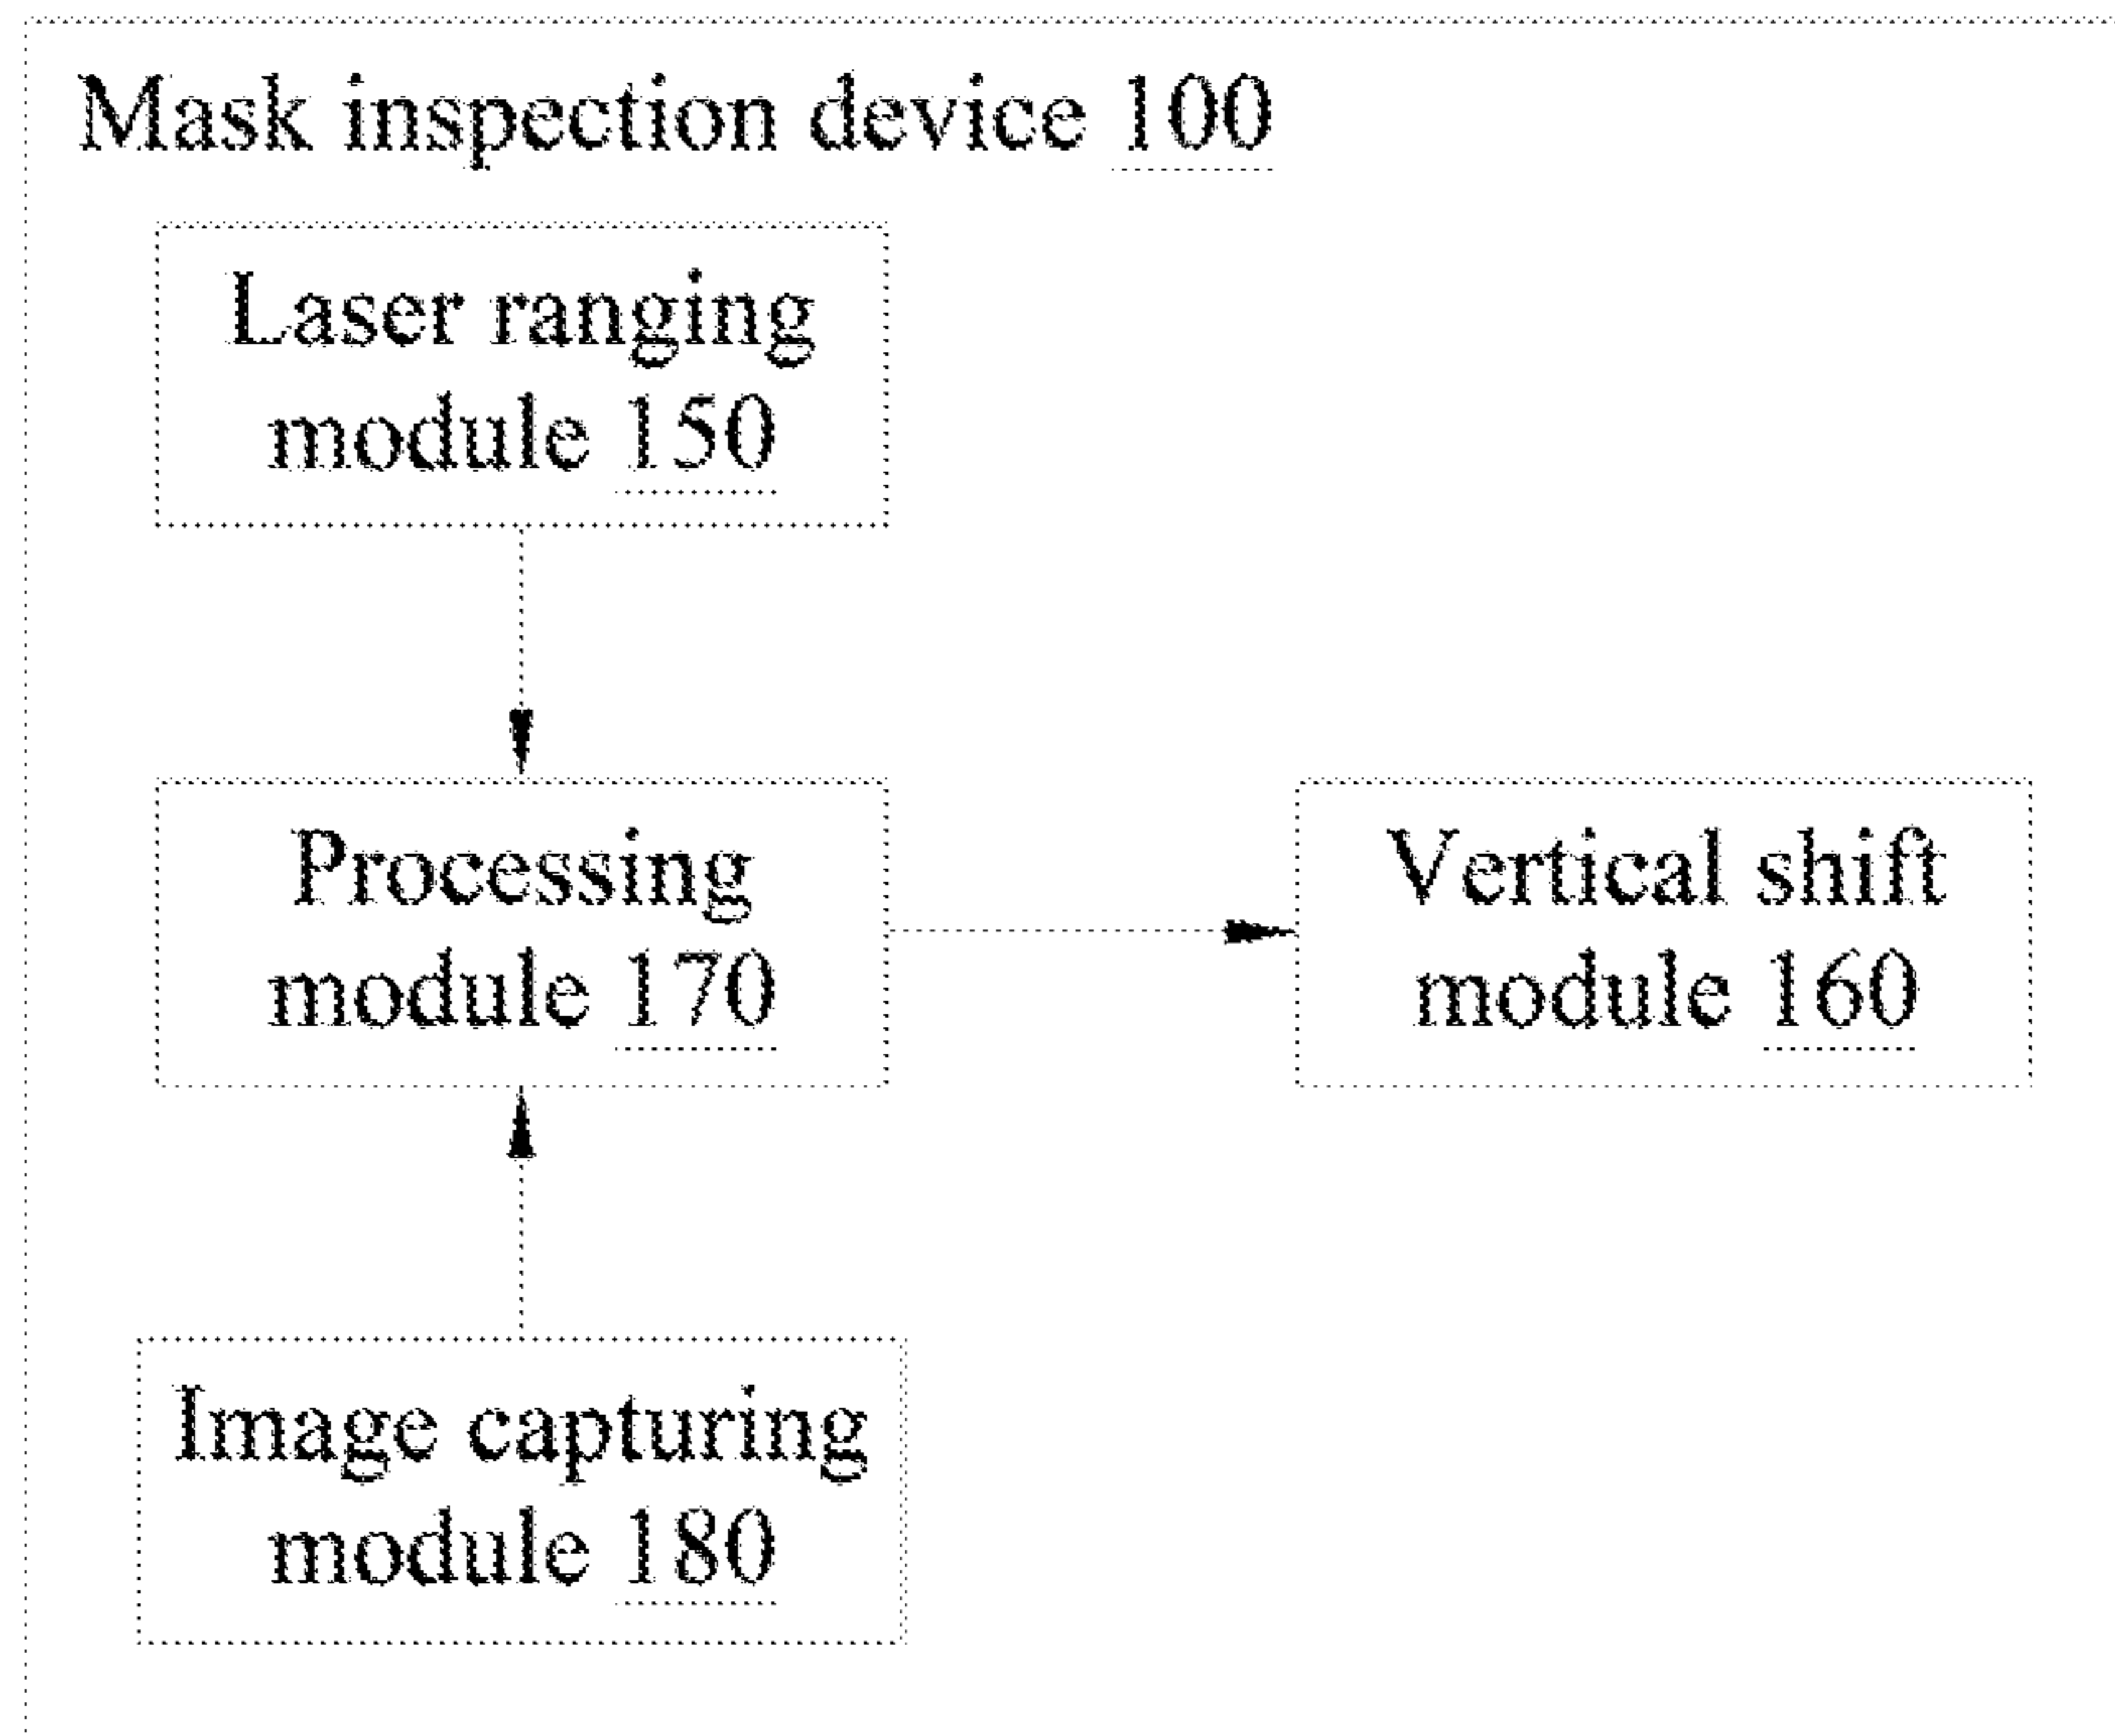 Mask inspection device 100
Laser ranging
module 150
Processing
module 170
Vertical shift
module 160
Image capturing
module 180